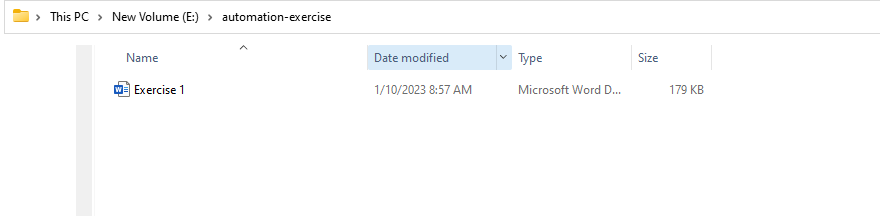 This PC > New Volume (E:) > automation-exercise
Name Date modified Type Size
Exercise 1 1/10/2023 8:57 AM Microsoft Word D... 179 KB